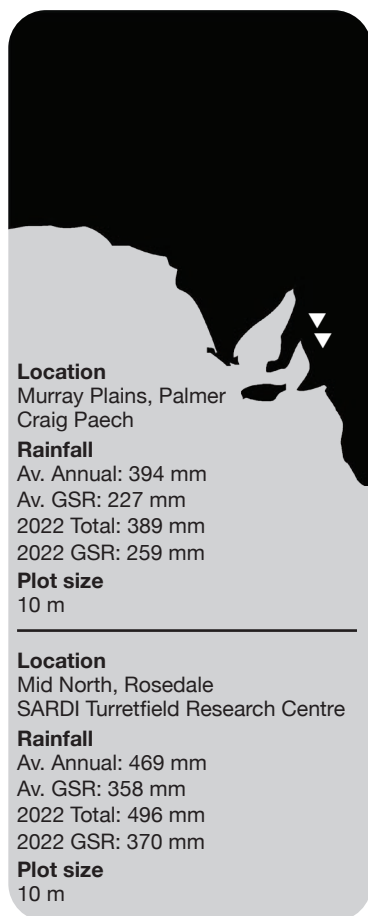 Location
Murray Plains, Palmer
Craig Paech
Rainfall
Av. Annual: 394 mm
Av. GSR: 227 mm
2022 Total: 389 mm
2022 GSR: 259 mm
Plot size
10 m
Location
Mid North, Rosedale
SARDI Turretfield Research Centre
Rainfall
Av. Annual: 469 mm
Av. GSR: 358 mm
2022 Total: 496 mm
2022 GSR: 370 mm
Plot size
10 m